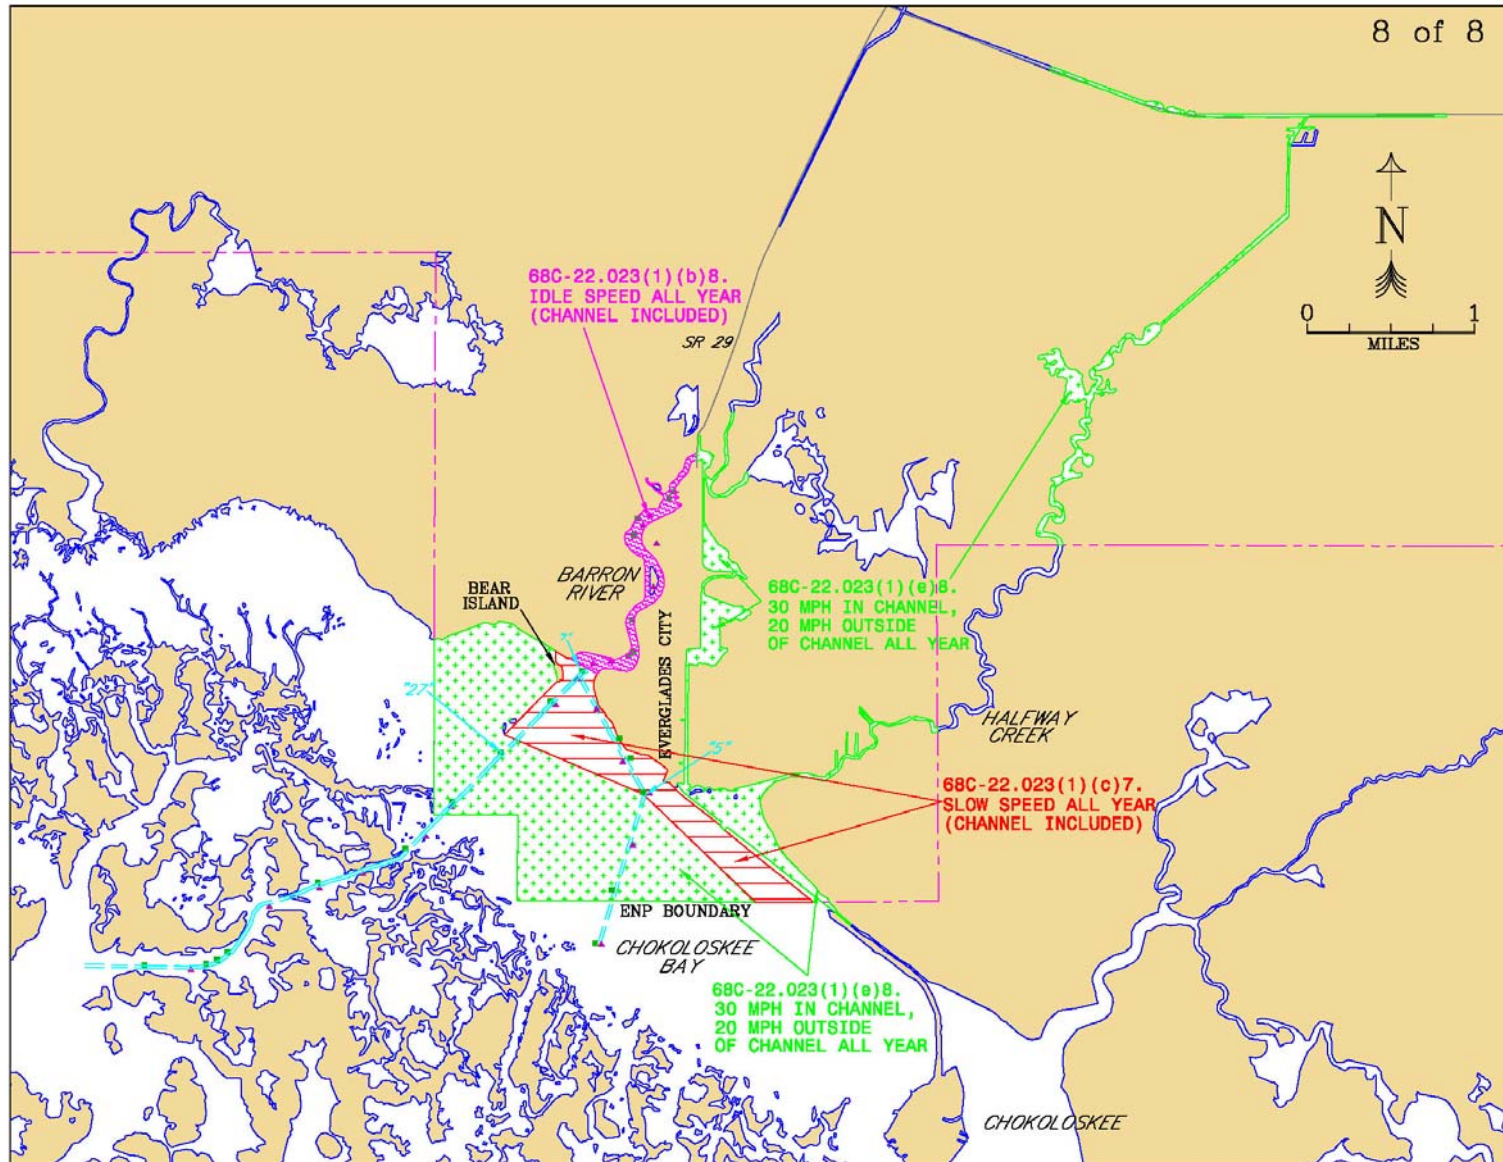 8 of 8
N
0 1
MILES
68C-22.023(1)(b)8.
IDLE SPEED ALL YEAR
(CHANNEL INCLUDED)
SR 29
BARRON
RIVER
BEAR
ISLAND
EVERGLADES CITY
68C-22.023(1)(e)8.
30 MPH IN CHANNEL,
20 MPH OUTSIDE
OF CHANNEL ALL YEAR
"27"
"5"
HALFWAY
CREEK
68C-22.023(1)(c)7.
SLOW SPEED ALL YEAR
(CHANNEL INCLUDED)
ENP BOUNDARY
CHOKOLOSKEE
BAY
68C-22.023(1)(e)8.
30 MPH IN CHANNEL,
20 MPH OUTSIDE
OF CHANNEL ALL YEAR
CHOKOLOSKEE